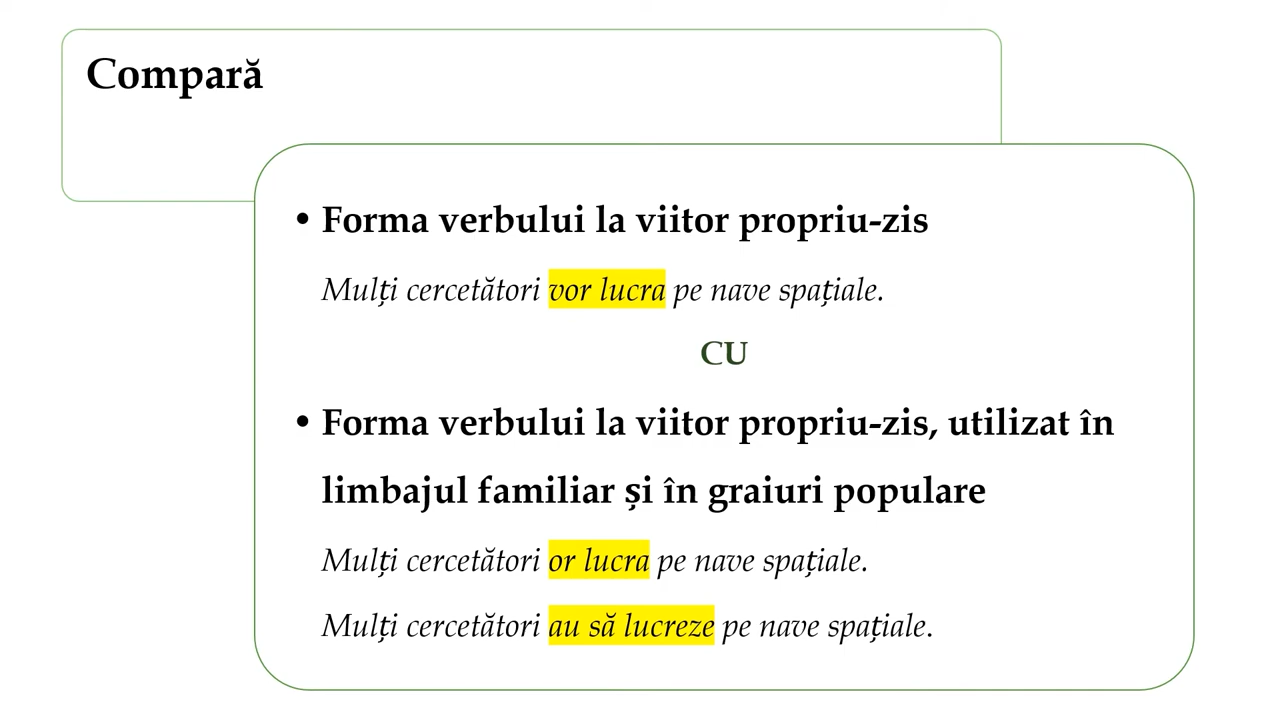 Compară
• Forma verbului la viitor propriu-zis
Mulți cercetători vor lucra pe nave spațiale.
CU
• Forma verbului la viitor propriu-zis, utilizat în
limbajul familiar și în graiuri populare
Mulți cercetători or lucra pe nave spațiale.
Mulți cercetători au să lucreze pe nave spațiale.